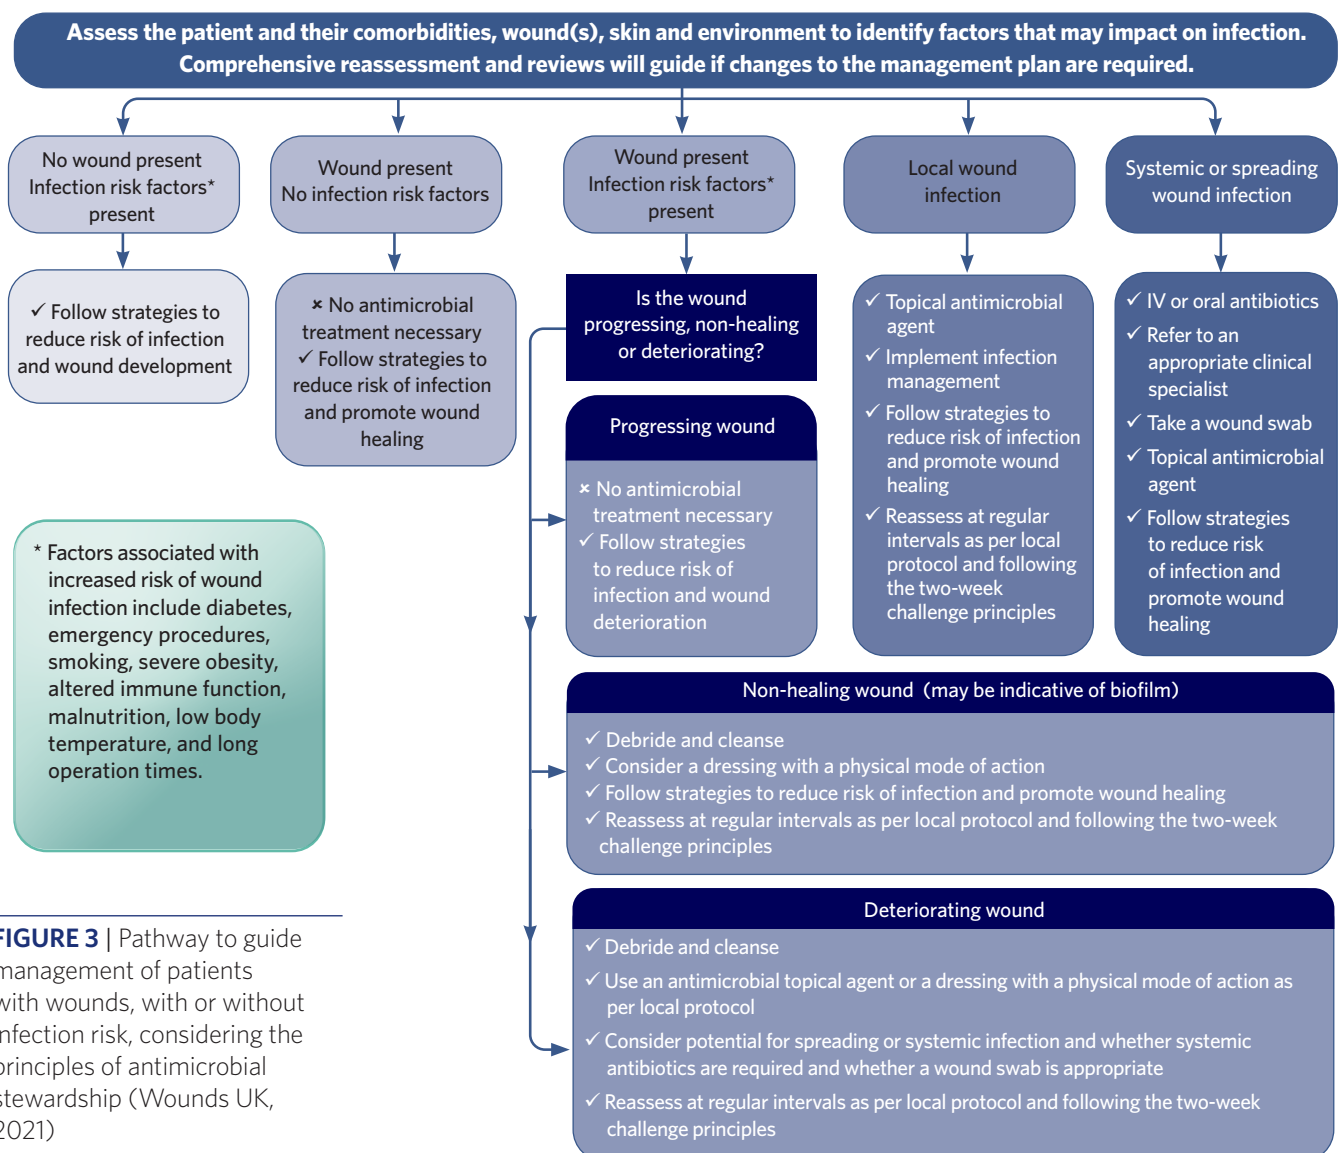 Assess the patient and their comorbidities, wound(s), skin and environment to identify factors that may impact on infection.
Comprehensive reassessment and reviews will guide if changes to the management plan are required.
No wound present
Infection risk factors*
present
Wound present
No infection risk factors
Wound present
Infection risk factors*
present
Local wound
infection
Systemic or spreading
wound infection
✓ Follow strategies to
reduce risk of infection
and wound development
× No antimicrobial
treatment necessary
✓ Follow strategies to
reduce risk of infection
and promote wound
healing
Is the wound
progressing, non-healing
or deteriorating?
Progressing wound
× No antimicrobial
treatment necessary
✓ Follow strategies
to reduce risk of
infection and wound
deterioration
✓ Topical antimicrobial
agent
✓ Implement infection
management
✓ Follow strategies to
reduce risk of infection
and promote wound
healing
✓ Reassess at regular
intervals as per local
protocol and following
the two-week
challenge principles
✓ IV or oral antibiotics
✓ Refer to an
appropriate clinical
specialist
✓ Take a wound swab
✓ Topical antimicrobial
agent
✓ Follow strategies
to reduce risk
of infection and
promote wound
healing
* Factors associated with
increased risk of wound
infection include diabetes,
emergency procedures,
smoking, severe obesity,
altered immune function,
malnutrition, low body
temperature, and long
operation times.
Non-healing wound (may be indicative of biofilm)
✓ Debride and cleanse
✓ Consider a dressing with a physical mode of action
✓ Follow strategies to reduce risk of infection and promote wound healing
✓ Reassess at regular intervals as per local protocol and following the two-week
challenge principles
Deteriorating wound
✓ Debride and cleanse
✓ Use an antimicrobial topical agent or a dressing with a physical mode of action as
per local protocol
✓ Consider potential for spreading or systemic infection and whether systemic
antibiotics are required and whether a wound swab is appropriate
✓ Reassess at regular intervals as per local protocol and following the two-week
challenge principles
FIGURE 3 | Pathway to guide
management of patients
with wounds, with or without
infection risk, considering the
principles of antimicrobial
stewardship (Wounds UK,
2021)